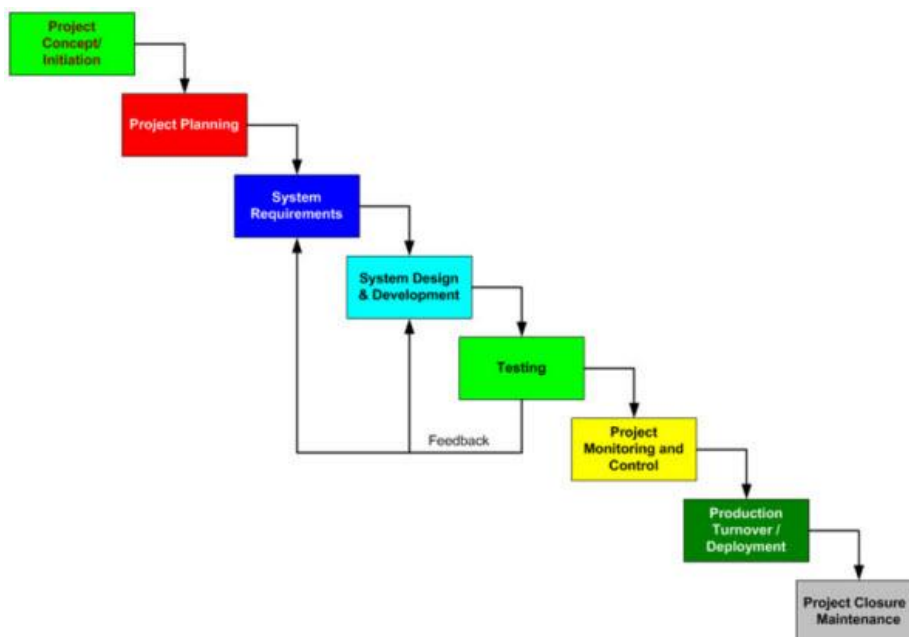 Project
Concept/
Initiation
Project Planning
System
Requirements
System Design
& Development
Testing
Feedback
Project
Monitoring and
Control
Production
Turnover /
Deployment
Project Closure
Maintenance